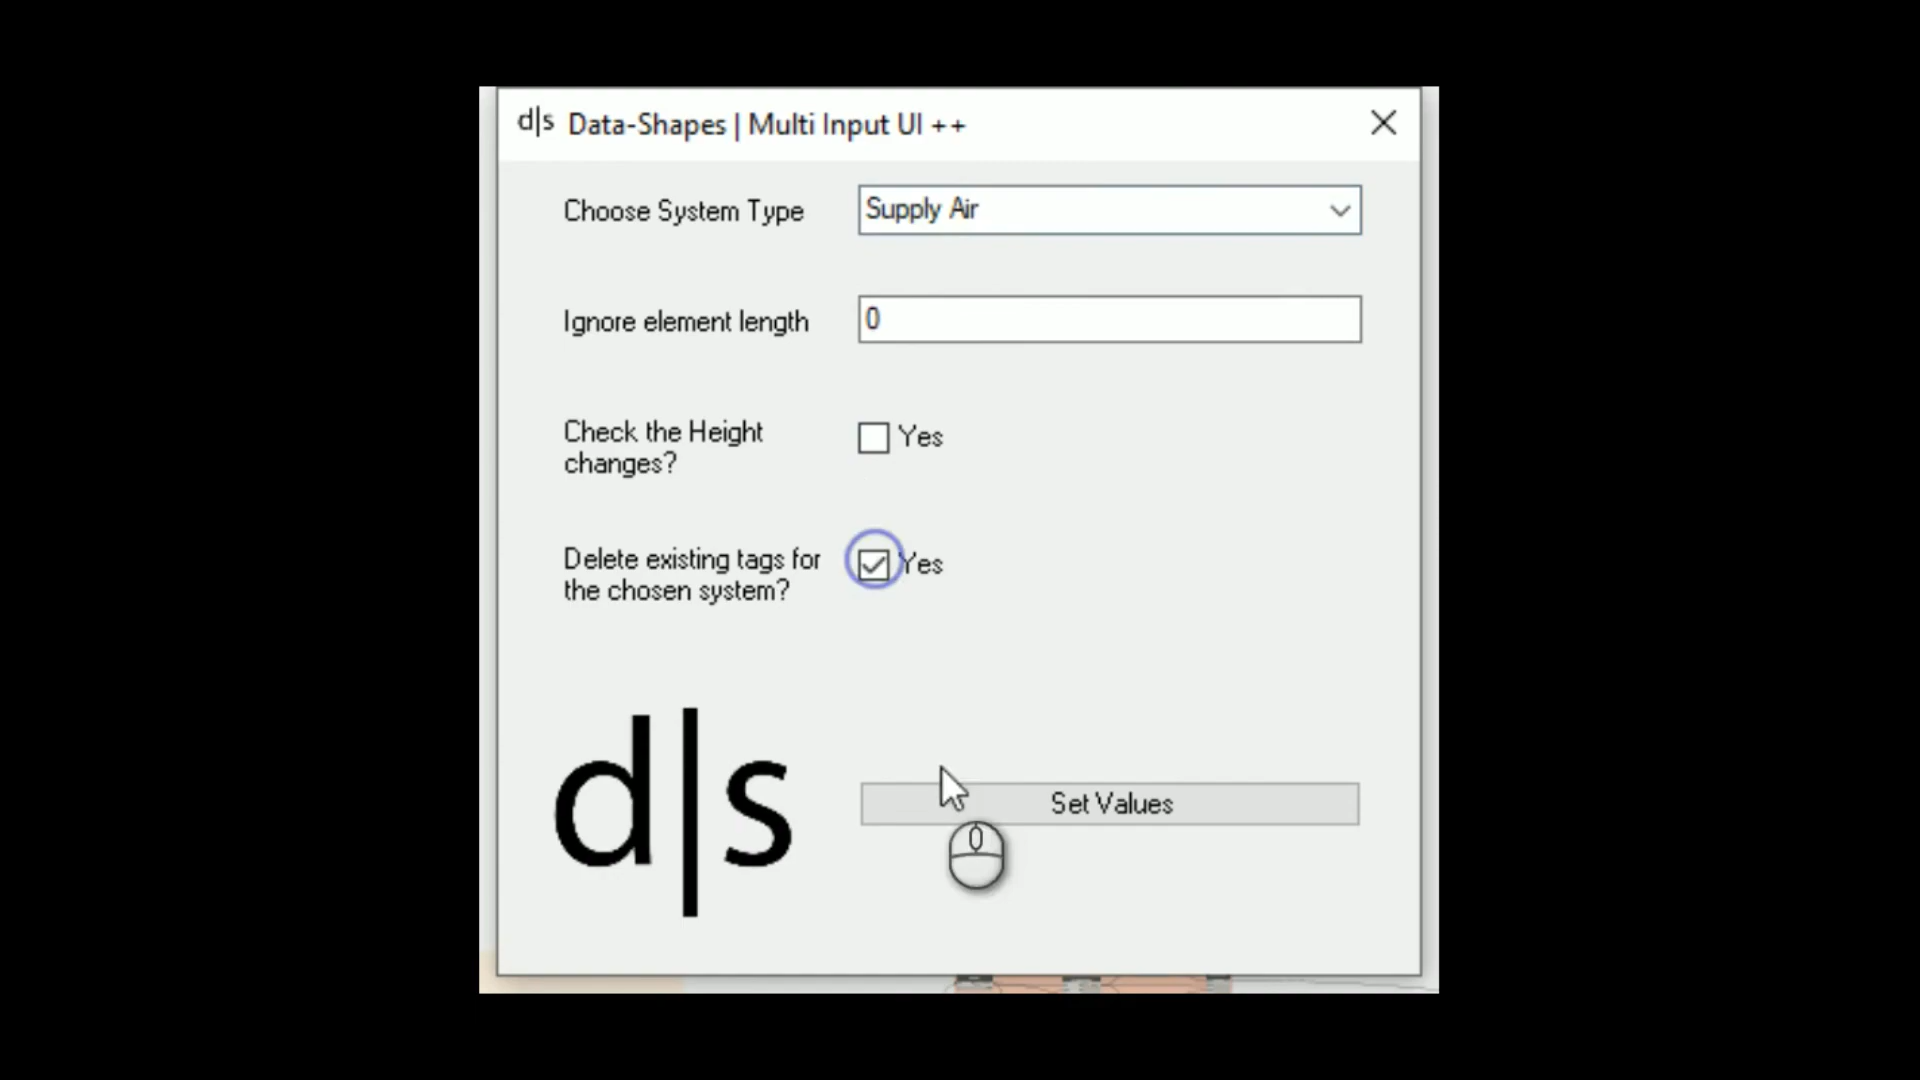 d|s Data-Shapes | Multi Input UI ++
Choose System Type Supply Air
Ignore element length 0
Check the Height
changes?
Yes
Delete existing tags for
the chosen system?
Yes
d|s
Set Values